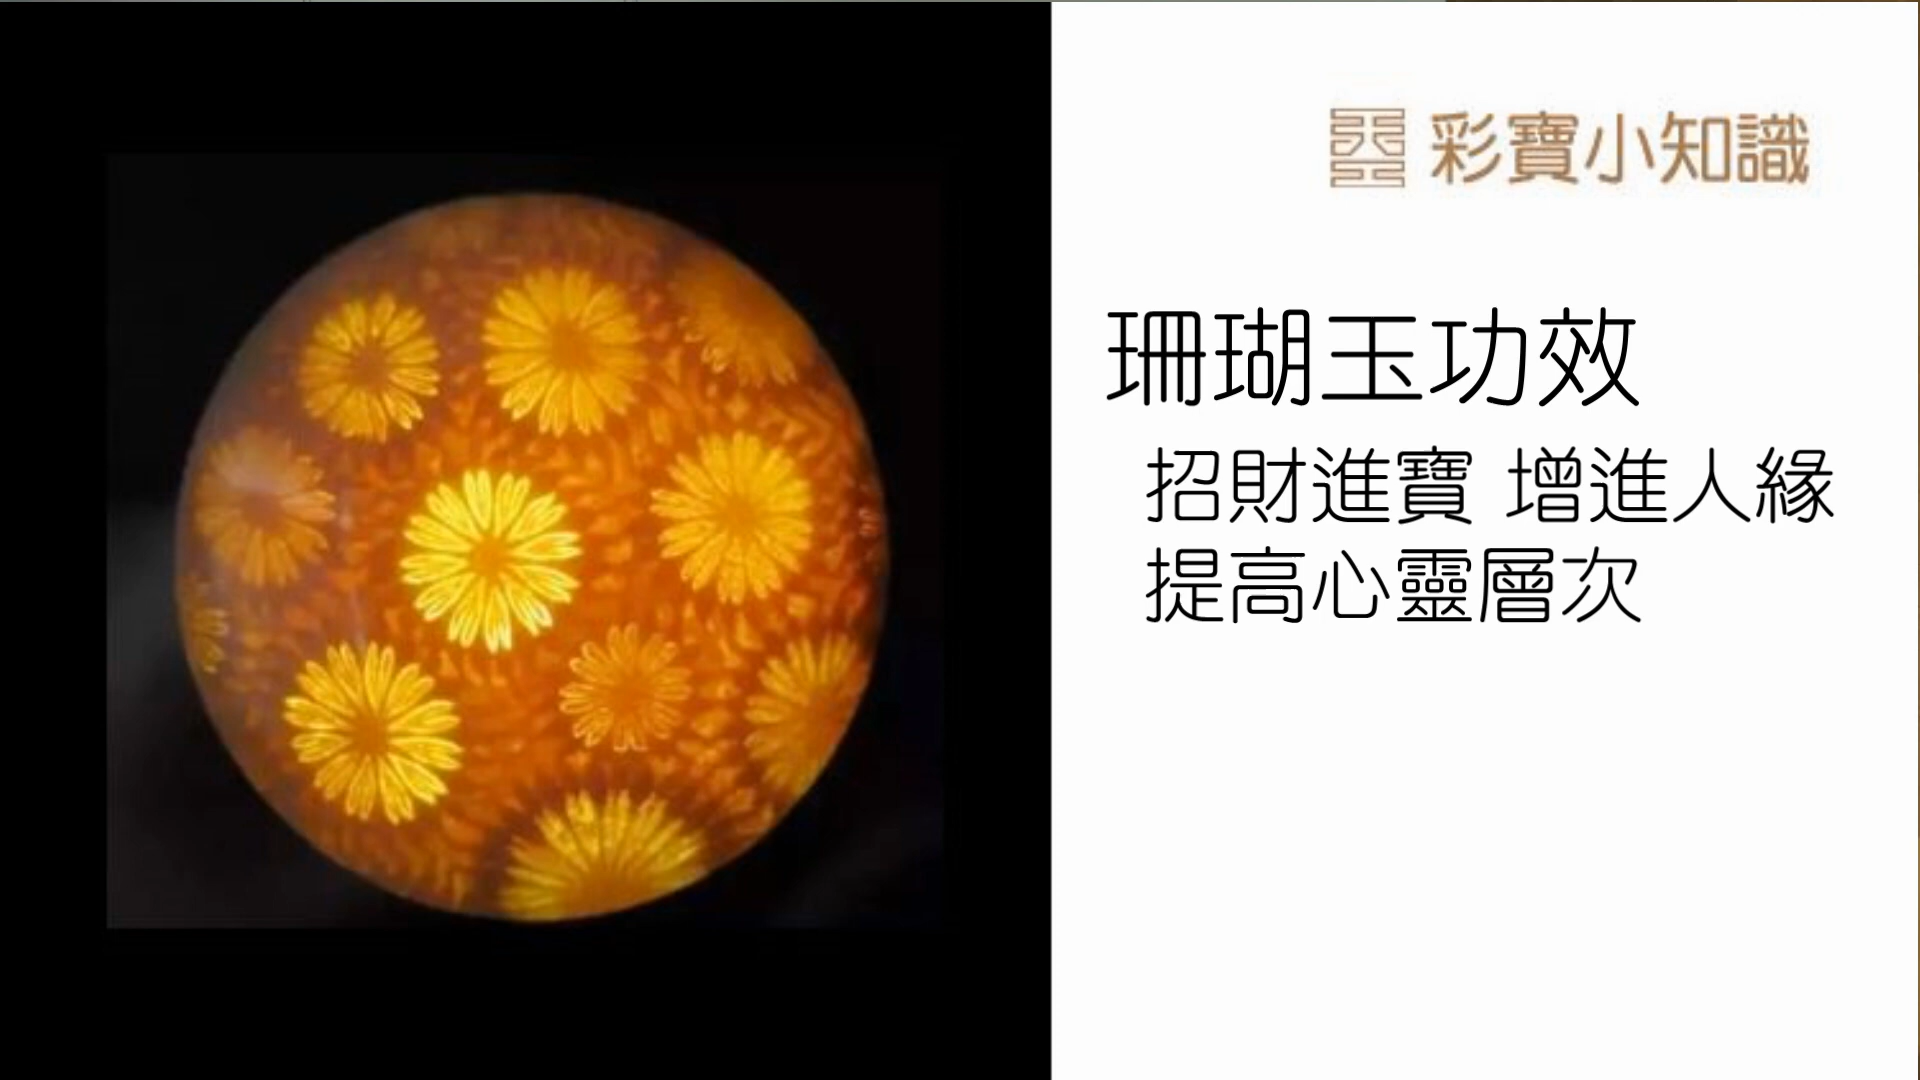 彩寶小知識
珊瑚玉功效
招財進寶 增進人緣
提高心靈層次